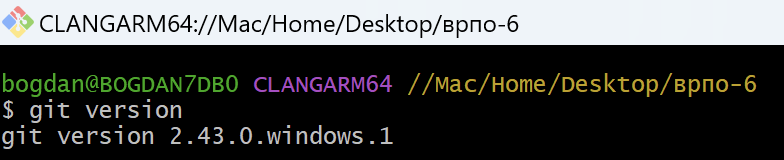 CLANGARM64://Mac/Home/Desktop/врпо-6
bogdan@BOGDAN7DB0 CLANGARM64 //Mac/Home/Desktop/врпо-6
$ git version
git version 2.43.0.windows.1